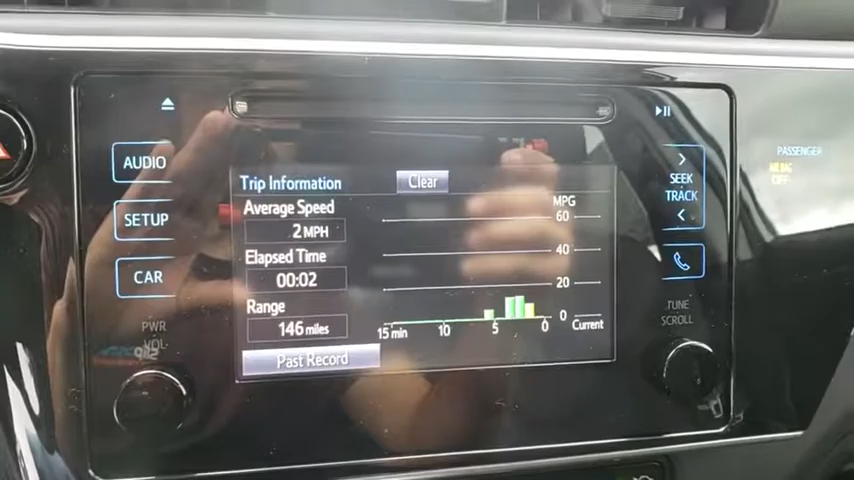 AUDIO
SETUP
CAR
PWR
VOL
Trip Information
Clear
Average Speed
2 MPH
Elapsed Time
00:02
Range
146 miles
Past Record
MPG
60
40
20
0
15 min
10
5
0
Current
SEEK
TRACK
TUNE
SCROLL
PASSENGER
AIRBAG
OFF